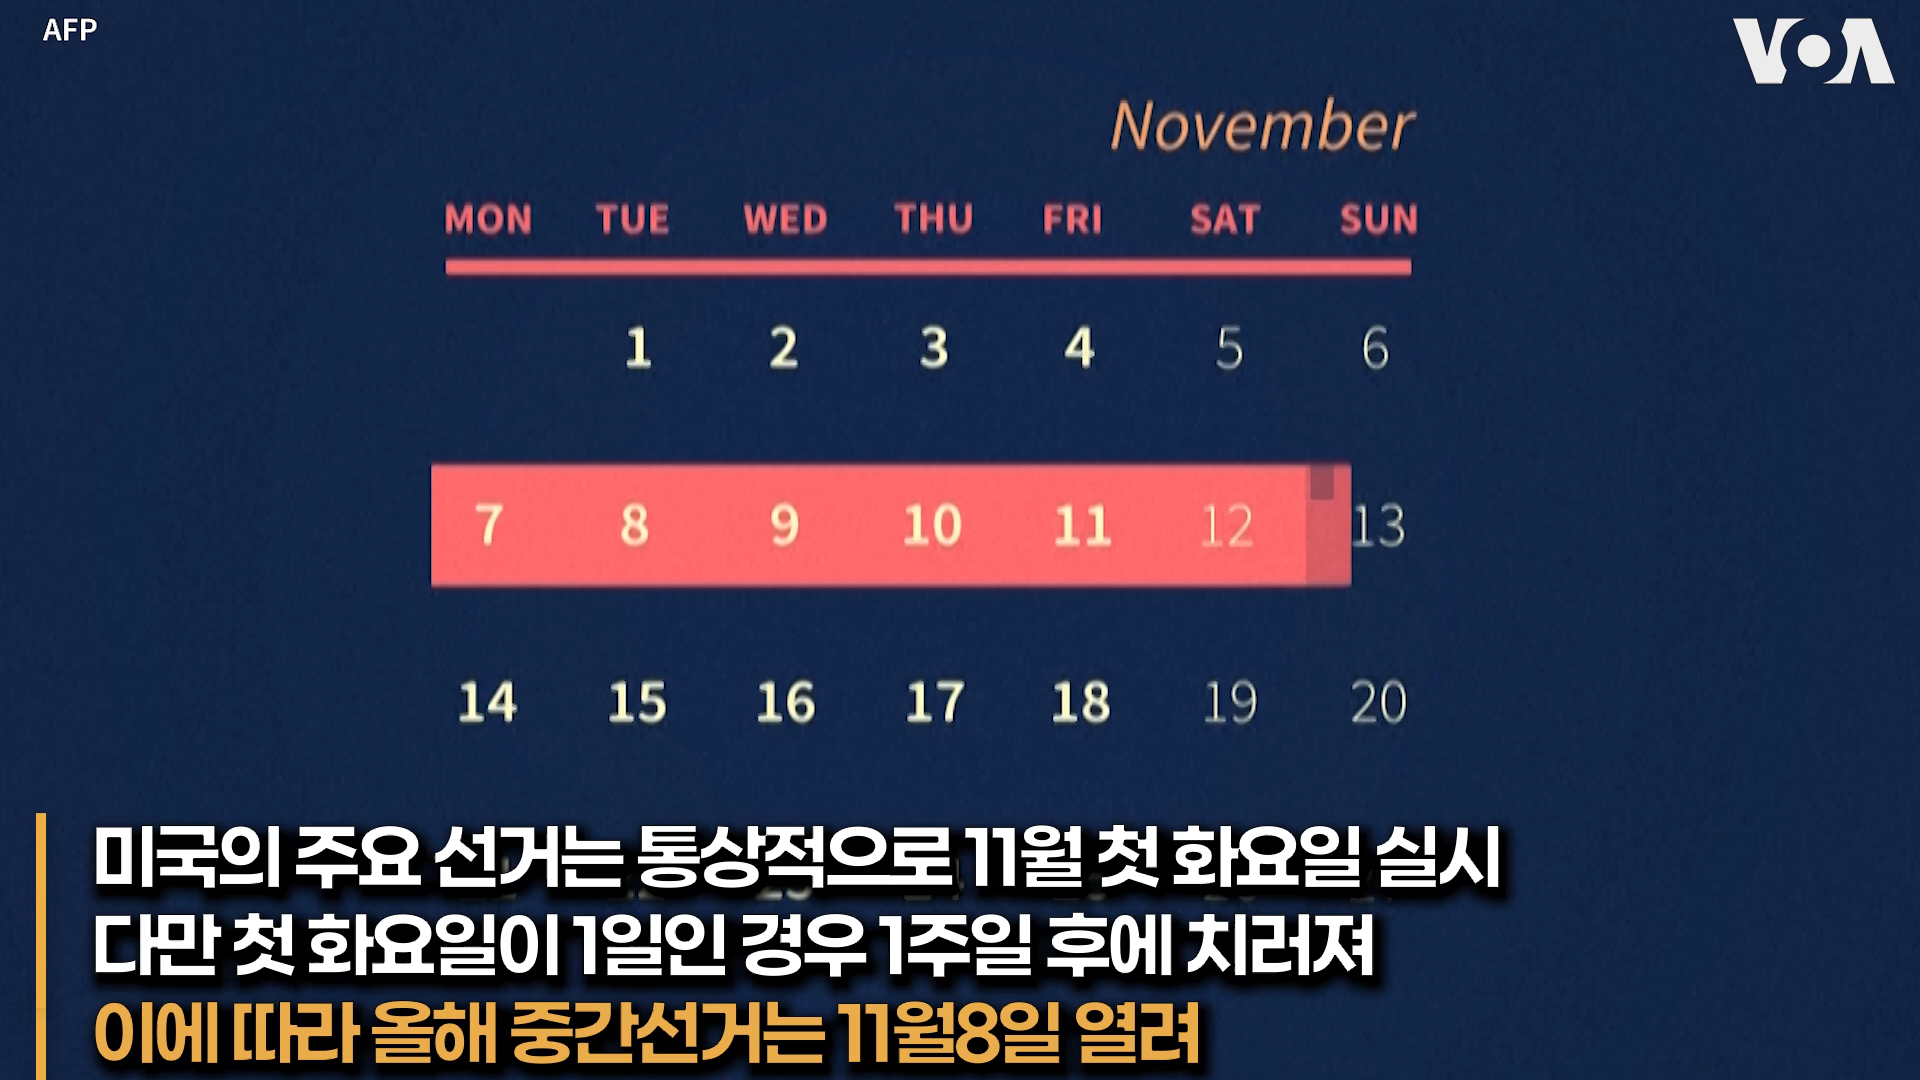 AFP
VOA
November
MON TUE WED THU FRI SAT SUN
1 2 3 4 5 6
7 8 9 10 11 12 13
14 15 16 17 18 19 20
미국의 주요 선거는 통상적으로 11월 첫 화요일 실시
다만 첫 화요일이 1일인 경우 1주일 후에 치러져
이에 따라 올해 중간선거는 11월8일 열려